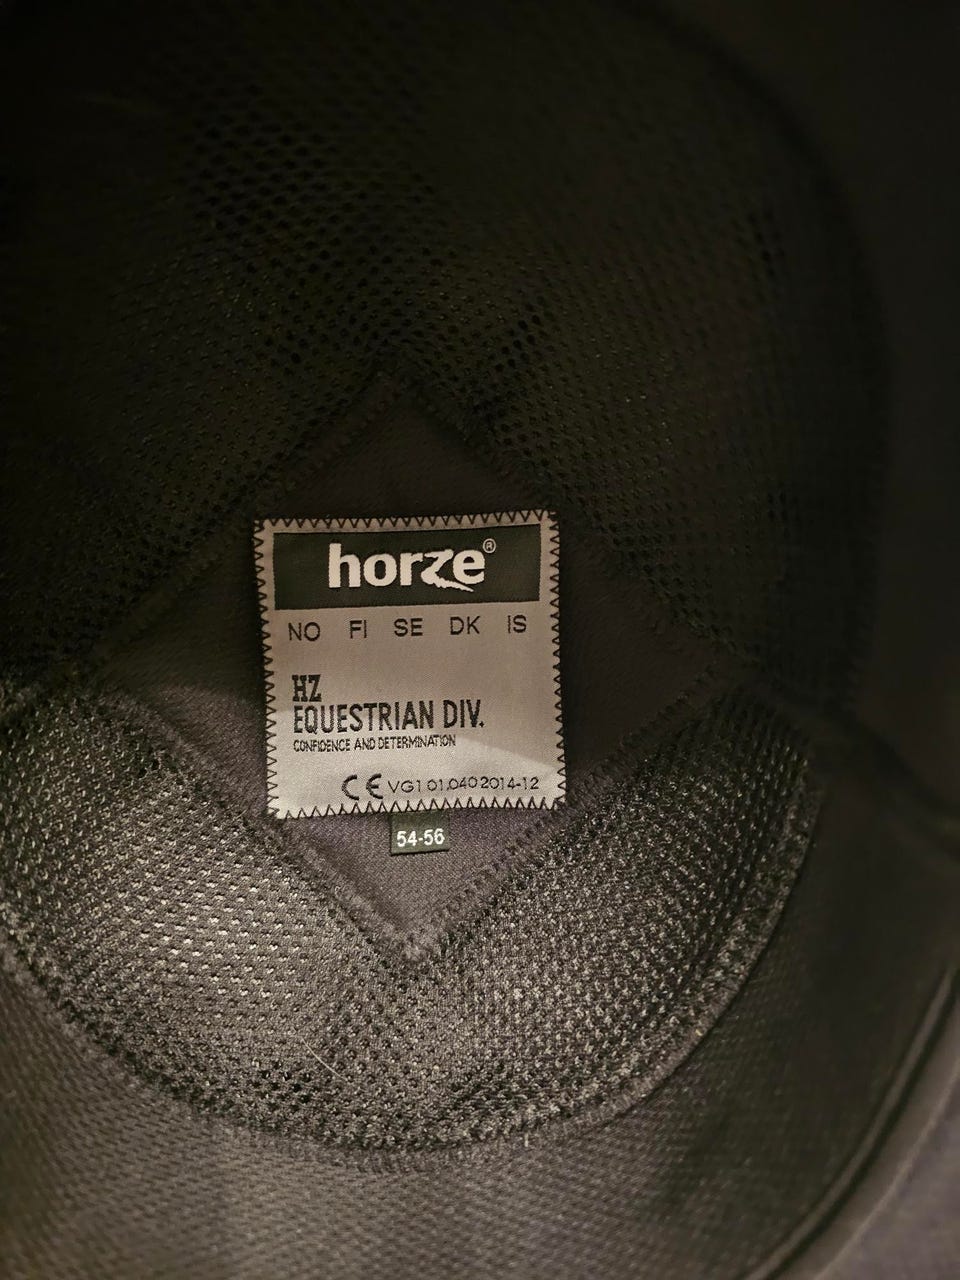 horze®
NO FI SE DK IS
HZ
EQUESTRIAN DIV.
CONFIDENCE AND DETERMINATION
CE VG1 01.040 2014-12
54-56